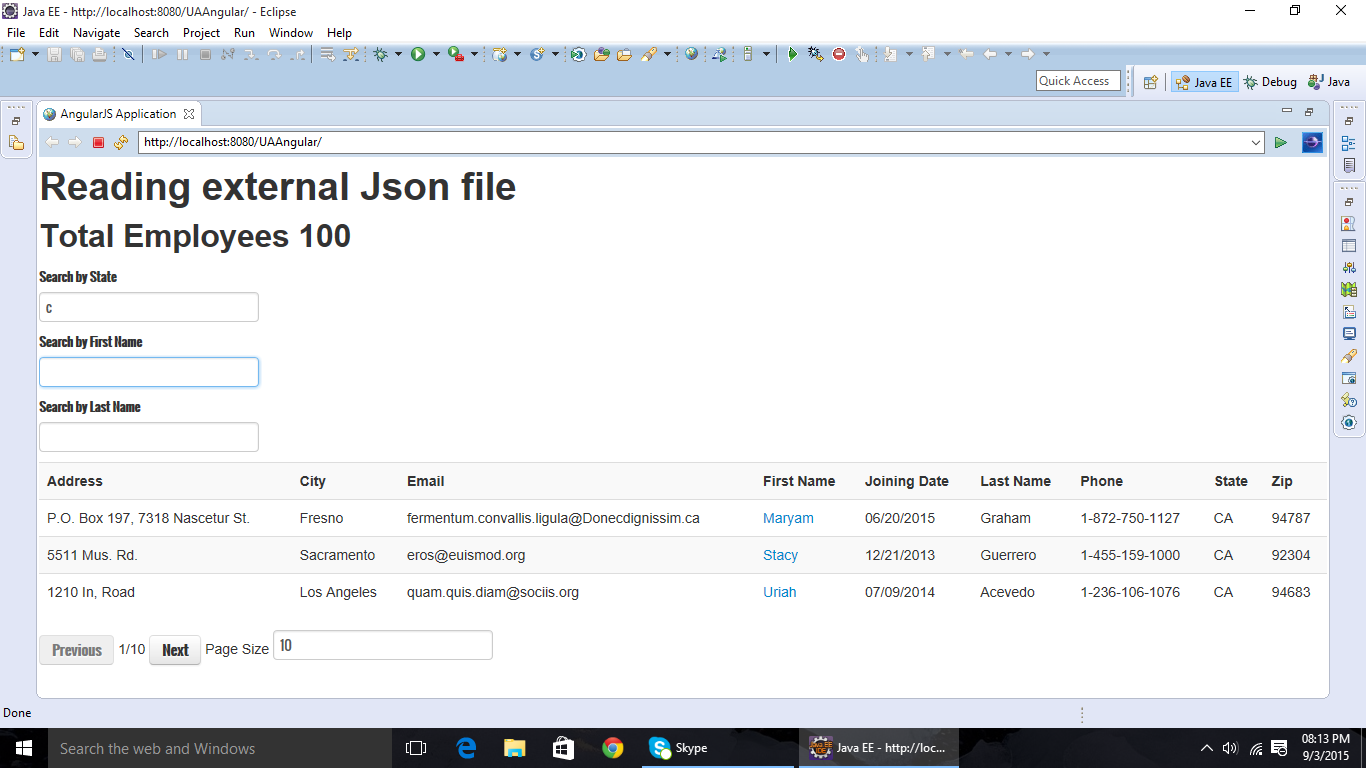 Java EE - http://localhost:8080/UAAngular/ - Eclipse
File Edit Navigate Search Project Run Window Help
Quick Access Java EE Debug Java
AngularJS Application
http://localhost:8080/UAAngular/
Reading external Json file
Total Employees 100
Search by State
c
Search by First Name
Search by Last Name
Address City Email First Name Joining Date Last Name Phone State Zip
P.O. Box 197, 7318 Nascetur St. Fresno fermentum.convallis.ligula@Donecdignissim.ca Maryam 06/20/2015 Graham 1-872-750-1127 CA 94787
5511 Mus. Rd. Sacramento eros@euismod.org Stacy 12/21/2013 Guerrero 1-455-159-1000 CA 92304
1210 In, Road Los Angeles quam.quis.diam@sociis.org Uriah 07/09/2014 Acevedo 1-236-106-1076 CA 94683
Previous 1/10 Next Page Size 10
Done
Search the web and Windows Skype Java EE - http://loc... 08:13 PM
9/3/2015